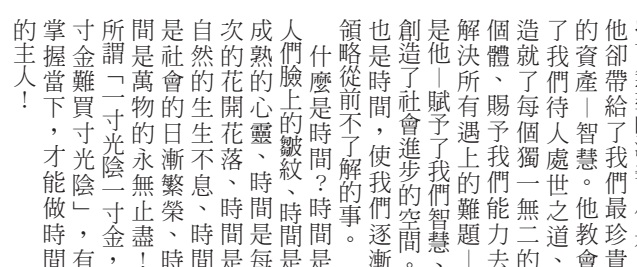 他卻帶給了我們最珍貴
的資產｜智慧。他教會
了我們待人處世之道、
造就了每個獨一無二的
個體、賜予我們能力去
解決所有遇上的難題｜
是他｜賦予了我們智慧、
創造了社會進步的空間。
也是時間，使我們逐漸
領略從前不了解的事。
什麼是時間？時間是
人們臉上的皺紋、時間是
成熟的心靈、時間是每
次的花開花落、時間是
自然的生生不息、時間
是社會的日漸繁榮、時
間是萬物的永無止盡！
所謂「一寸光陰一寸金，
寸金難買寸光陰」，有
掌握當下，才能做時間
的主人！